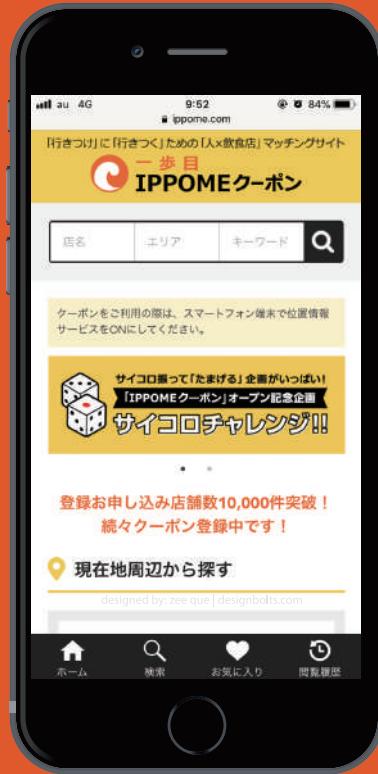 au 4G 9:52 84%
ippome.com
「行きつけ」に「行きつく」ための「人×飲食店」マッチングサイト
一歩目
IPPOMEクーポン
店名 エリア キーワード
クーポンをご利用の際は、スマートフォン端末で位置情報
サービスをONにしてください。
サイコロ振って「たまげる」企画がいっぱい!
「IPPOMEクーポン」オープン記念企画
サイコロチャレンジ!!
登録お申し込み店舗数10,000件突破！
続々クーポン登録中です！
現在地周辺から探す
designed by: zee que | designbolts.com
ホーム 検索 お気に入り 閲覧履歴